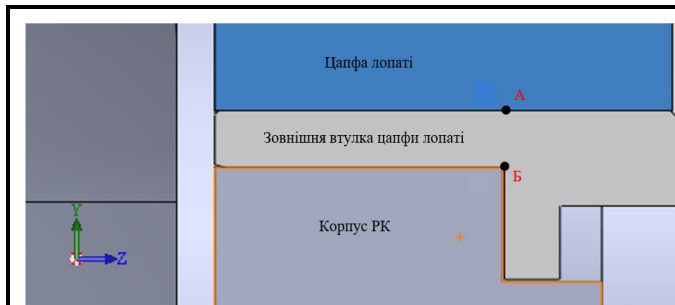 Цапфа лопаті
А
Зовнішня втулка цапфи лопаті
Б
Корпус РК
Y
Z